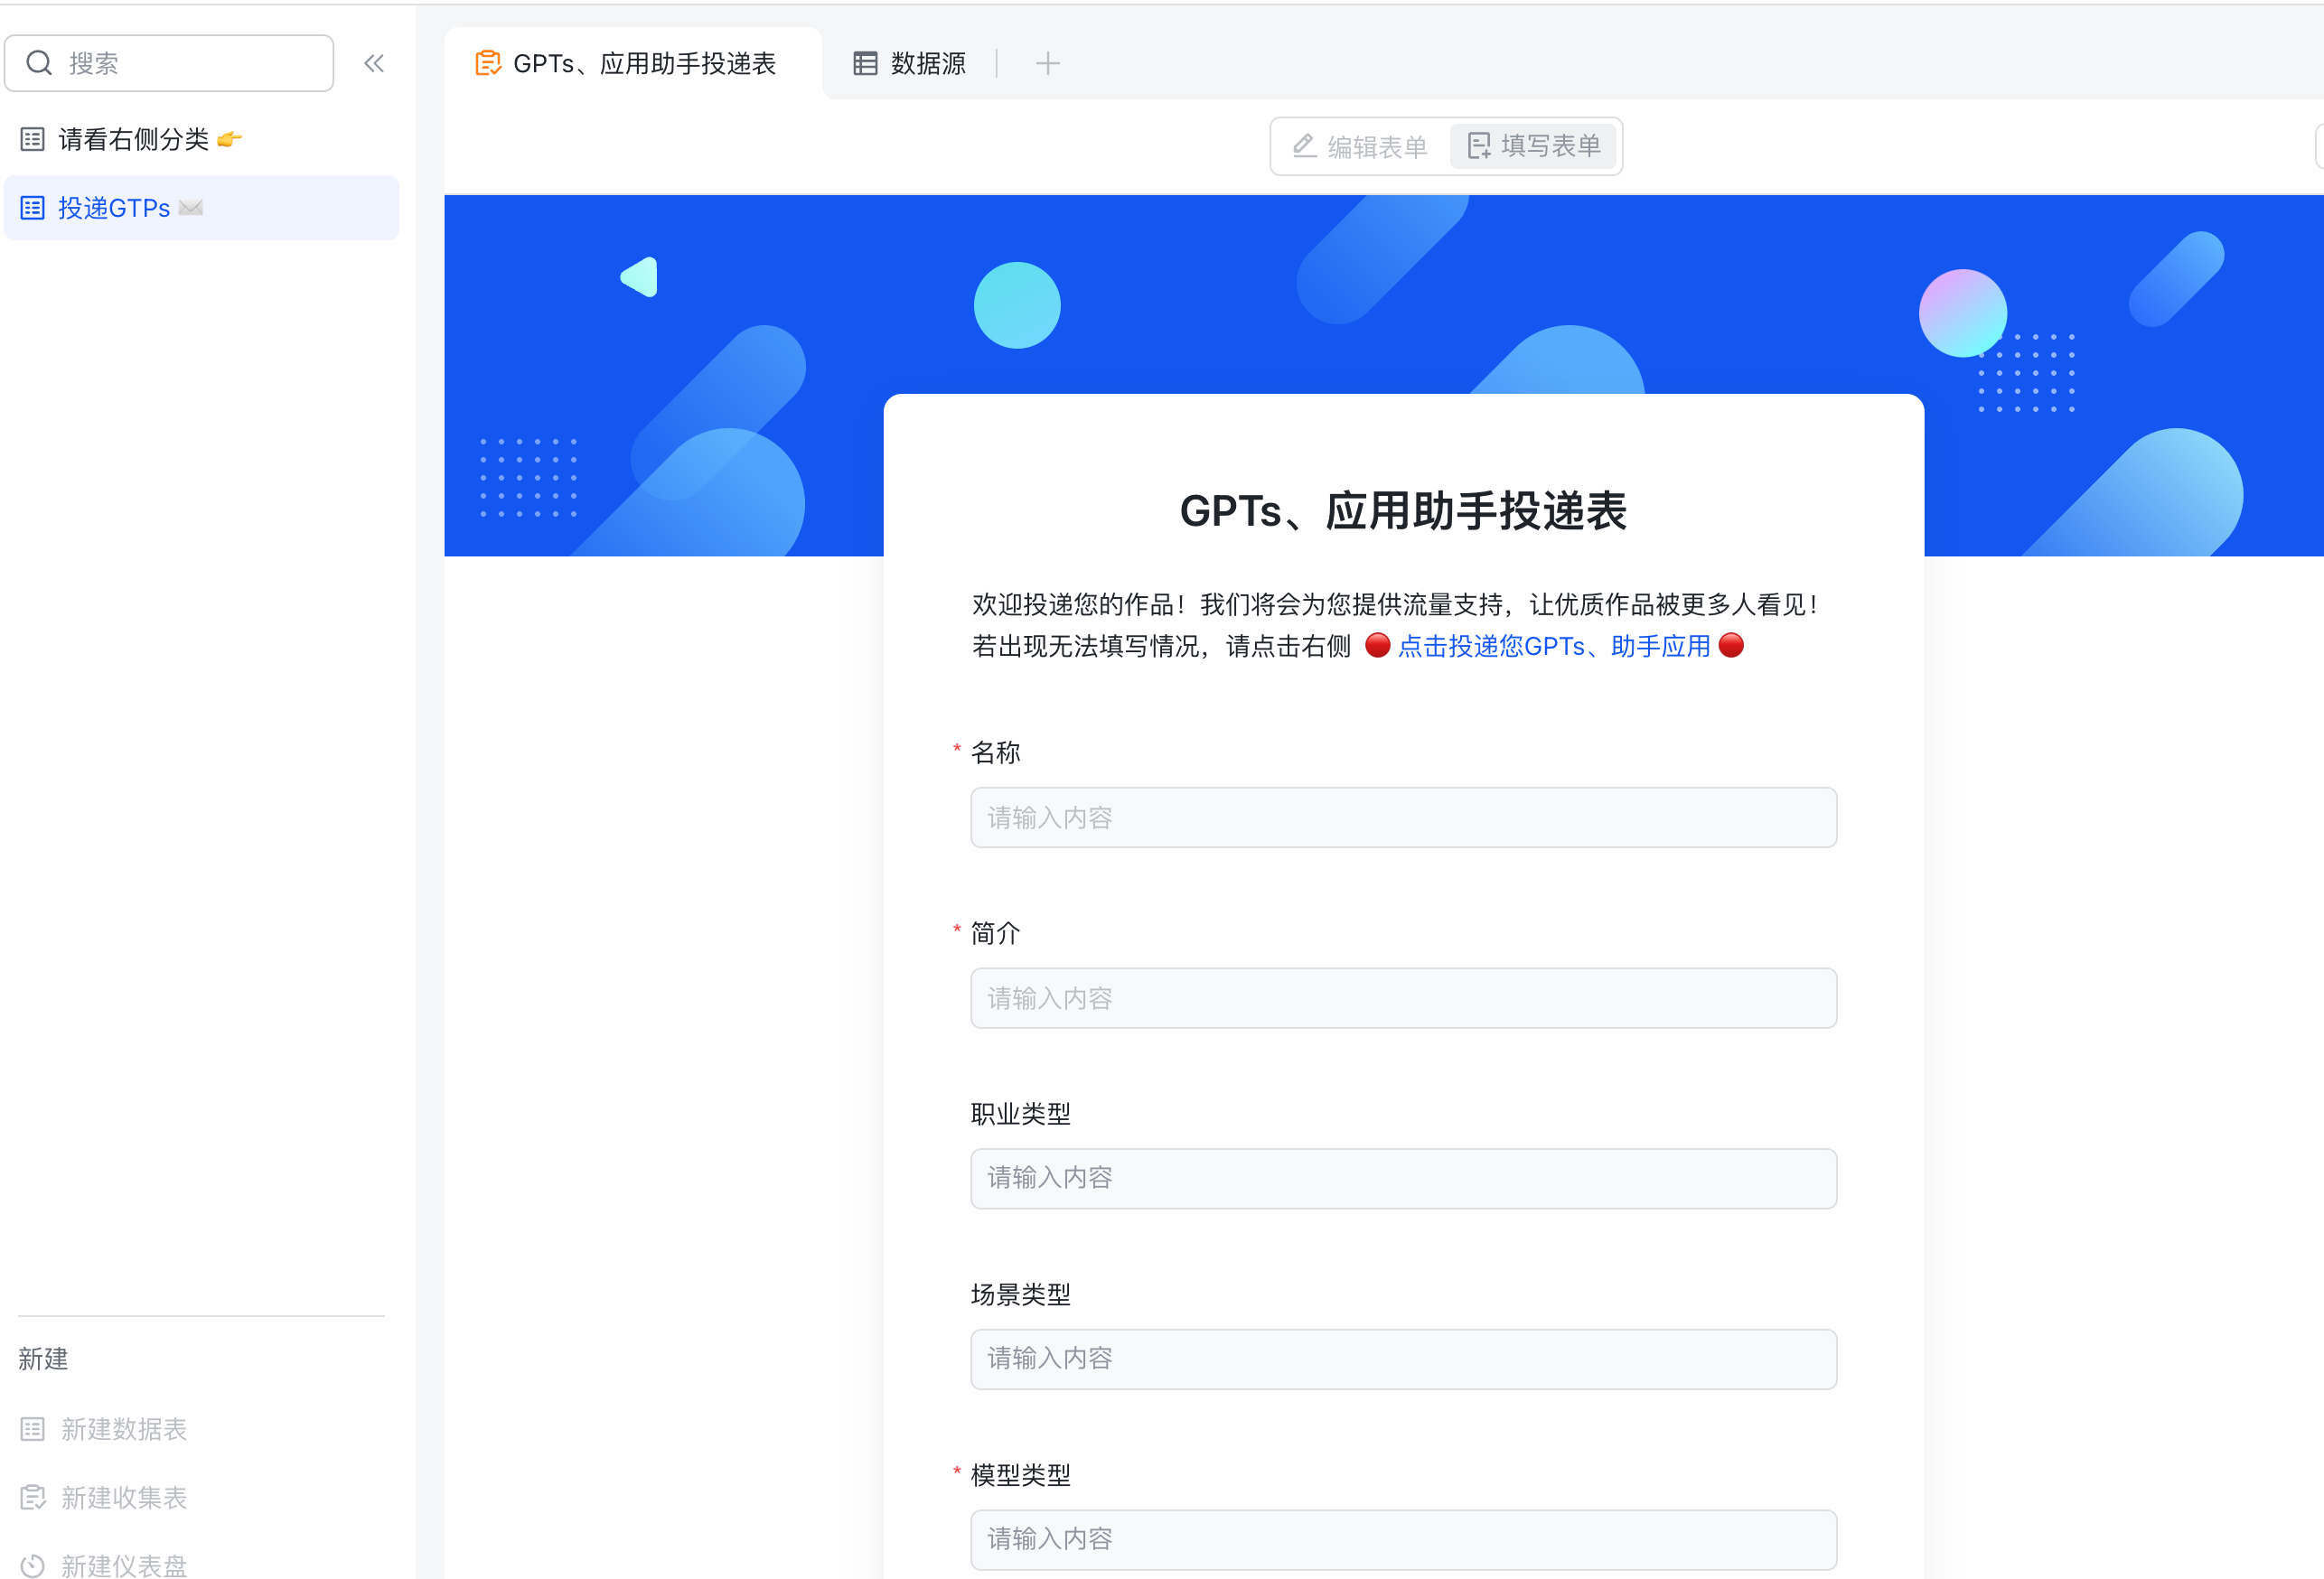 搜索
请看右侧分类 👉
投递GTPs ✉️
新建
新建数据表
新建收集表
新建仪表盘
GPTs、应用助手投递表
数据源
编辑表单
填写表单
GPTs、应用助手投递表
欢迎投递您的作品！我们将会为您提供流量支持，让优质作品被更多人看见！
若出现无法填写情况，请点击右侧 🔴 点击投递您GPTs、助手应用 🔴
* 名称
请输入内容
* 简介
请输入内容
职业类型
请输入内容
场景类型
请输入内容
* 模型类型
请输入内容